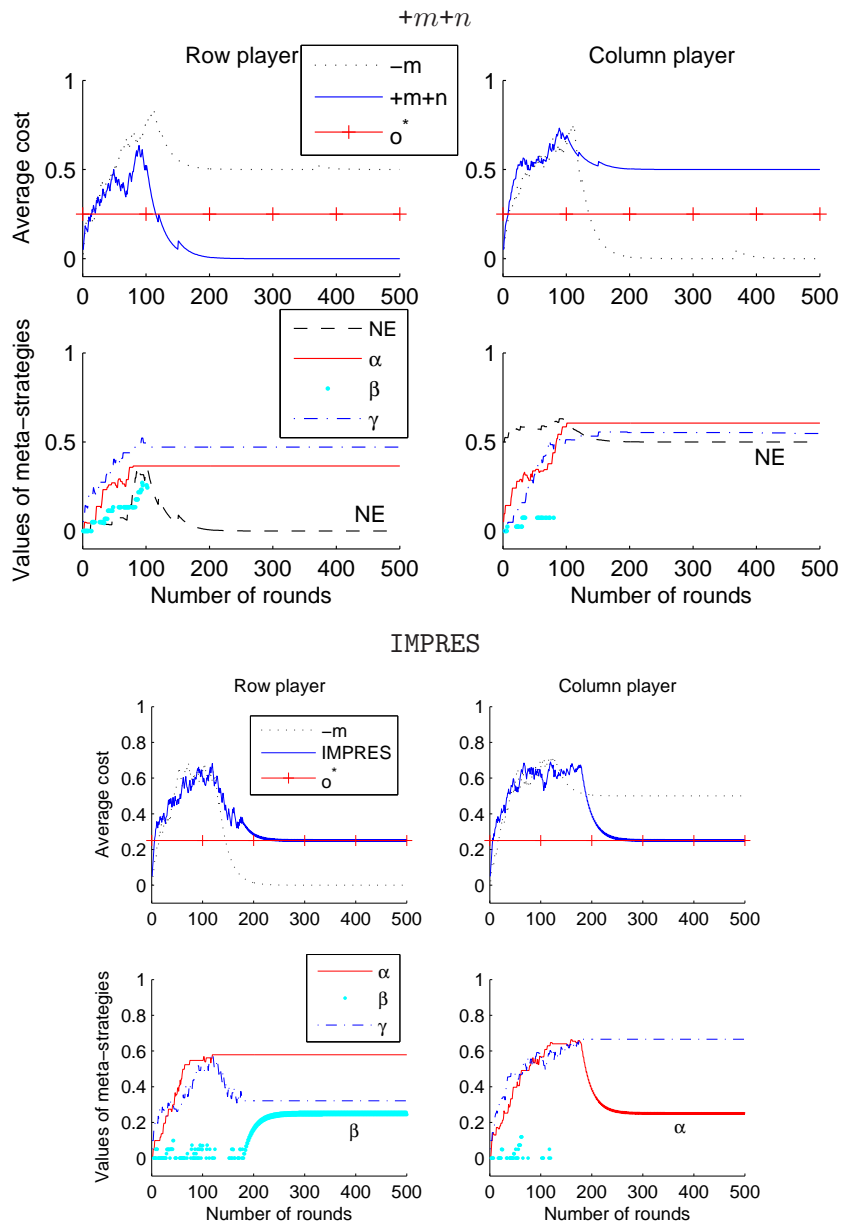 +m+n
Row player
Column player
−m
+m+n
o*
Average cost
1
0.5
0
0 100 200 300 400 500
1
0.5
0
0 100 200 300 400 500
NE
α
β
γ
Values of meta−strategies
1
0.5
0
NE
0 100 200 300 400 500
Number of rounds
1
0.5
0
NE
0 100 200 300 400 500
Number of rounds
IMPRES
Row player
Column player
−m
IMPRES
o*
Average cost
1
0.8
0.6
0.4
0.2
0
0 100 200 300 400 500
1
0.8
0.6
0.4
0.2
0
0 100 200 300 400 500
α
β
γ
Values of meta−strategies
1
0.8
0.6
0.4
0.2
0
β
0 100 200 300 400 500
Number of rounds
1
0.8
0.6
0.4
0.2
0
α
0 100 200 300 400 500
Number of rounds